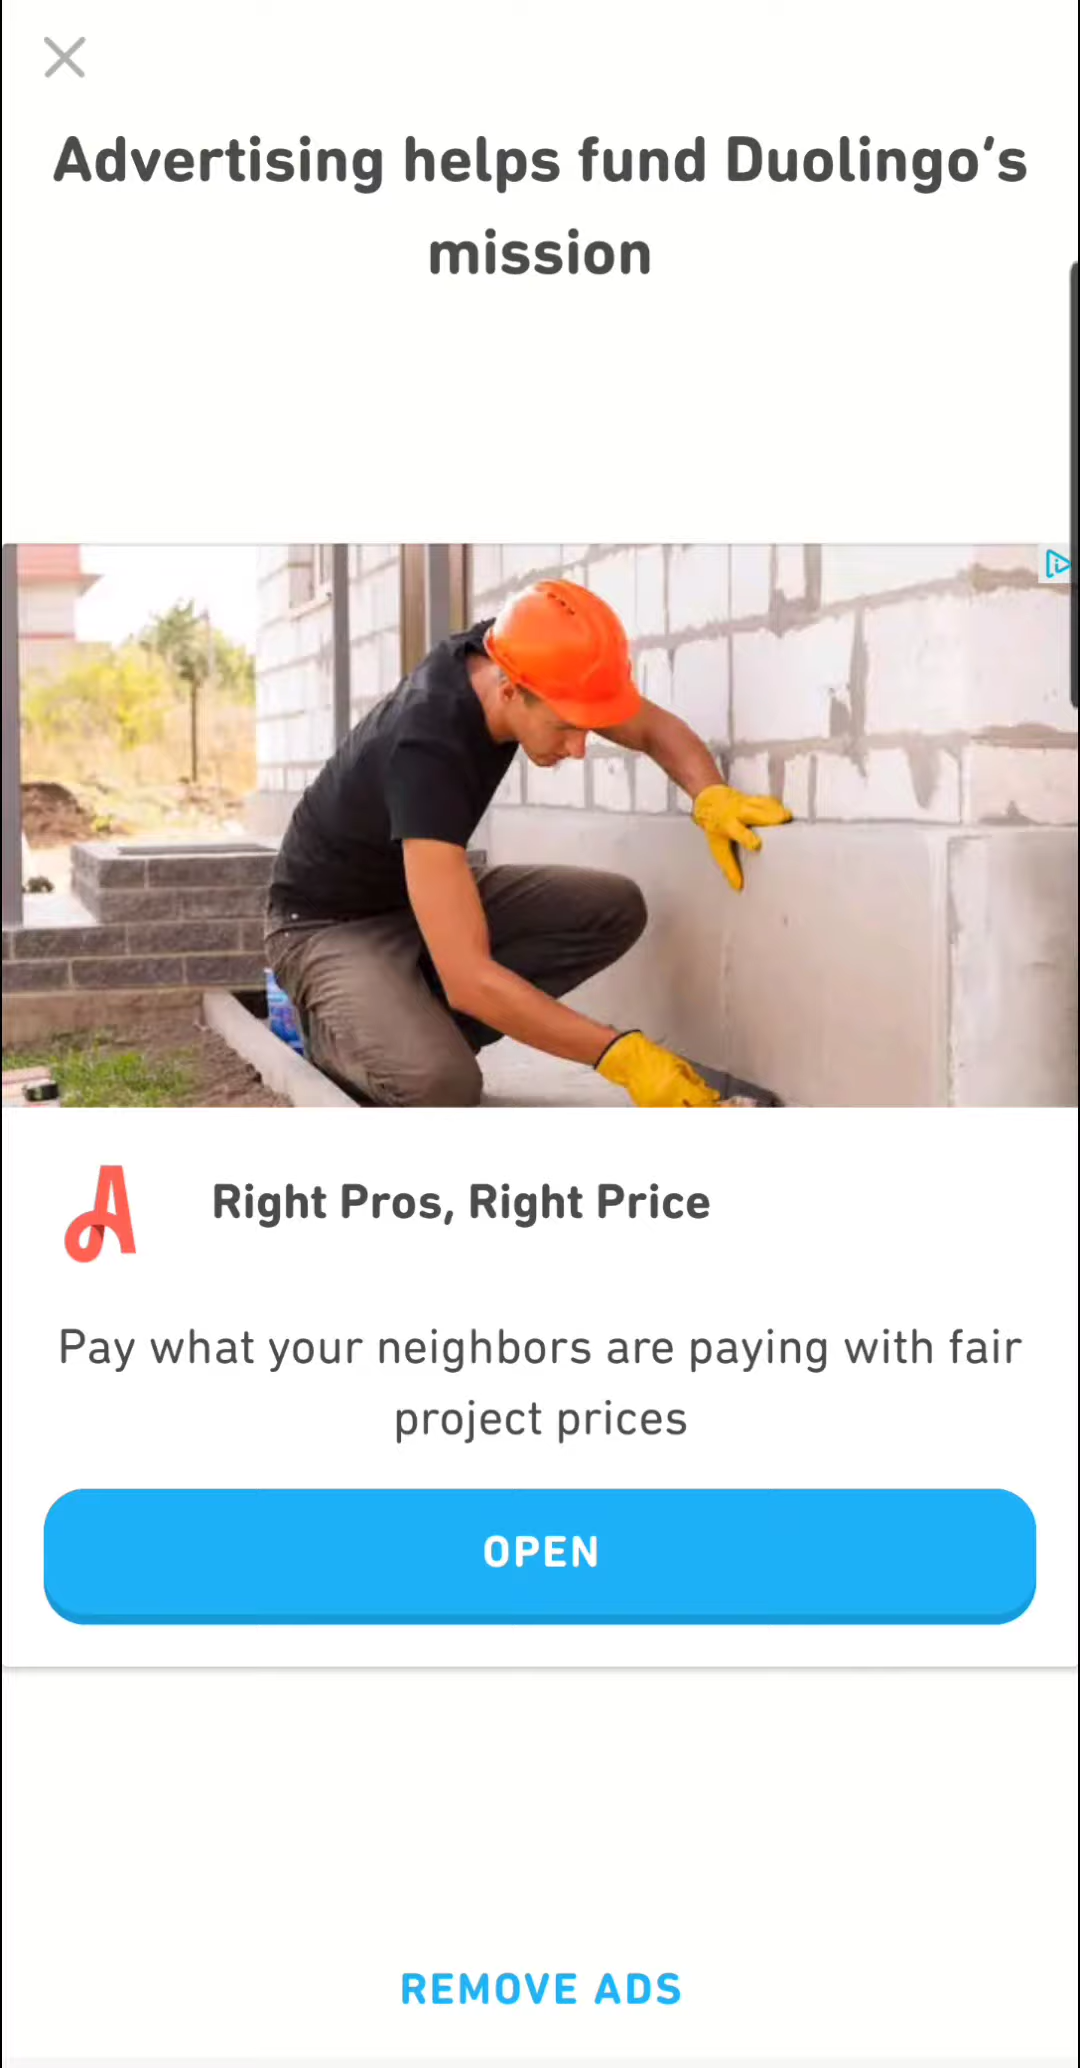 Advertising helps fund Duolingo's
mission
Right Pros, Right Price
Pay what your neighbors are paying with fair
project prices
OPEN
REMOVE ADS